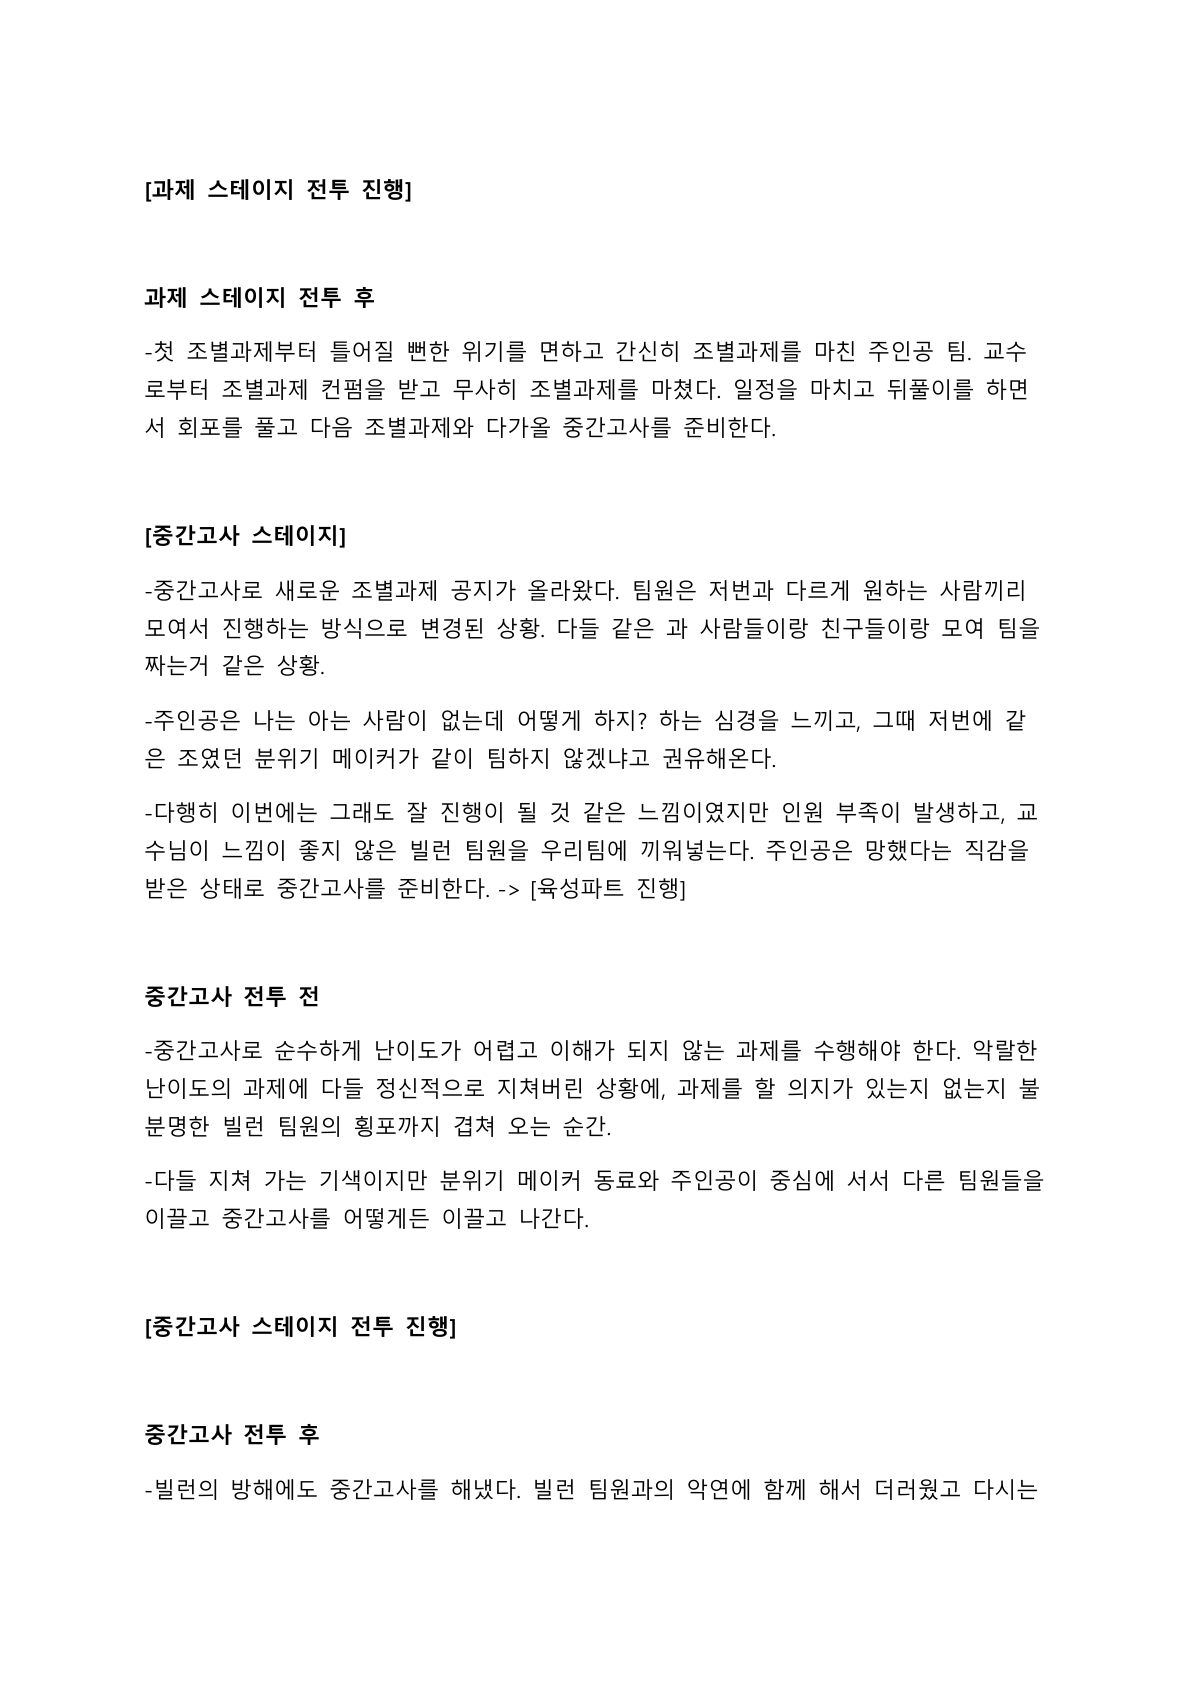 [과제 스테이지 전투 진행]
과제 스테이지 전투 후
-첫 조별과제부터 틀어질 뻔한 위기를 면하고 간신히 조별과제를 마친 주인공 팀. 교수
로부터 조별과제 컨펌을 받고 무사히 조별과제를 마쳤다. 일정을 마치고 뒤풀이를 하면
서 회포를 풀고 다음 조별과제와 다가올 중간고사를 준비한다.
[중간고사 스테이지]
-중간고사로 새로운 조별과제 공지가 올라왔다. 팀원은 저번과 다르게 원하는 사람끼리
모여서 진행하는 방식으로 변경된 상황. 다들 같은 과 사람들이랑 친구들이랑 모여 팀을
짜는거 같은 상황.
-주인공은 나는 아는 사람이 없는데 어떻게 하지? 하는 심경을 느끼고, 그때 저번에 같
은 조였던 분위기 메이커가 같이 팀하지 않겠냐고 권유해온다.
-다행히 이번에는 그래도 잘 진행이 될 것 같은 느낌이였지만 인원 부족이 발생하고, 교
수님이 느낌이 좋지 않은 빌런 팀원을 우리팀에 끼워넣는다. 주인공은 망했다는 직감을
받은 상태로 중간고사를 준비한다. -> [육성파트 진행]
중간고사 전투 전
-중간고사로 순수하게 난이도가 어렵고 이해가 되지 않는 과제를 수행해야 한다. 악랄한
난이도의 과제에 다들 정신적으로 지쳐버린 상황에, 과제를 할 의지가 있는지 없는지 불
분명한 빌런 팀원의 횡포까지 겹쳐 오는 순간.
-다들 지쳐 가는 기색이지만 분위기 메이커 동료와 주인공이 중심에 서서 다른 팀원들을
이끌고 중간고사를 어떻게든 이끌고 나간다.
[중간고사 스테이지 전투 진행]
중간고사 전투 후
-빌런의 방해에도 중간고사를 해냈다. 빌런 팀원과의 악연에 함께 해서 더러웠고 다시는